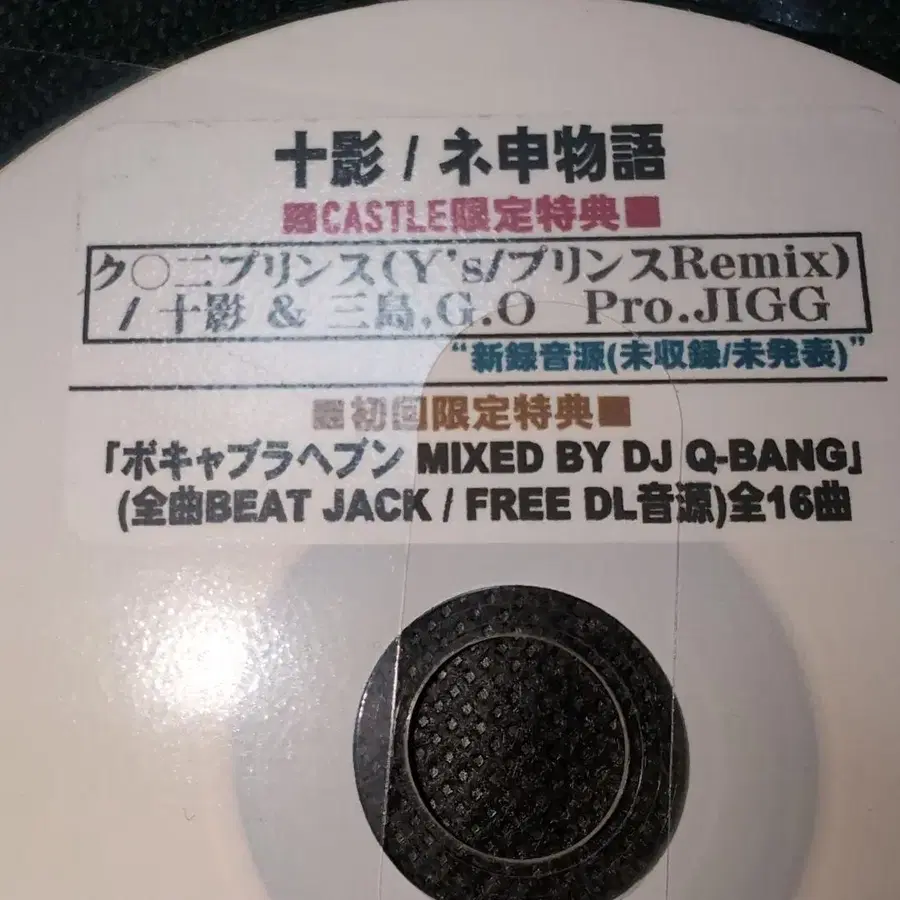 十影 / ネ申物語
■CASTLE限定特典■
ク○ニプリンス(Y's/プリンスRemix)
/ 十影 & 三島,G.O Pro.JIGG
“新録音源(未収録/未発表)”
■初回限定特典■
「ボキャブラヘブン MIXED BY DJ Q-BANG」
(全曲BEAT JACK / FREE DL音源)全16曲